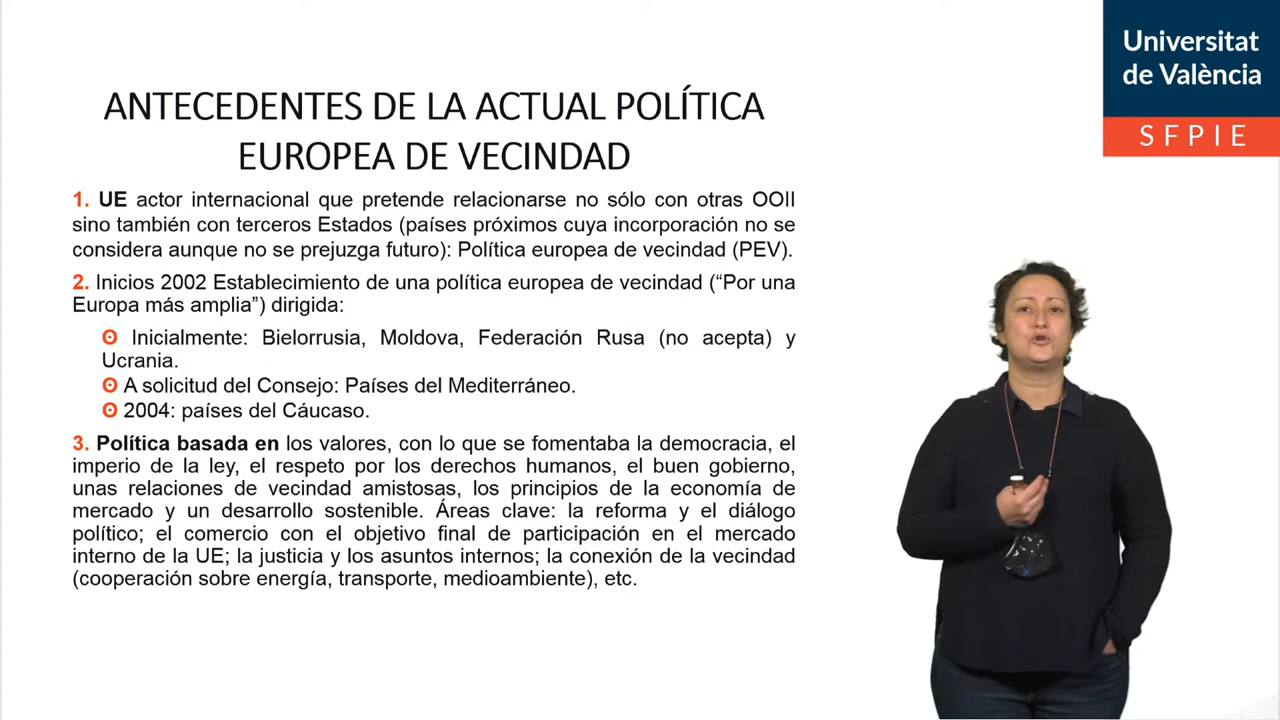 Universitat
de València
SFPIE
ANTECEDENTES DE LA ACTUAL POLÍTICA
EUROPEA DE VECINDAD
1. UE actor internacional que pretende relacionarse no sólo con otras OOII
sino también con terceros Estados (países próximos cuya incorporación no se
considera aunque no se prejuzga futuro): Política europea de vecindad (PEV).
2. Inicios 2002 Establecimiento de una política europea de vecindad (“Por una
Europa más amplia”) dirigida:
ʘ Inicialmente: Bielorrusia, Moldova, Federación Rusa (no acepta) y
Ucrania.
ʘ A solicitud del Consejo: Países del Mediterráneo.
ʘ 2004: países del Cáucaso.
3. Política basada en los valores, con lo que se fomentaba la democracia, el
imperio de la ley, el respeto por los derechos humanos, el buen gobierno,
unas relaciones de vecindad amistosas, los principios de la economía de
mercado y un desarrollo sostenible. Áreas clave: la reforma y el diálogo
político; el comercio con el objetivo final de participación en el mercado
interno de la UE; la justicia y los asuntos internos; la conexión de la vecindad
(cooperación sobre energía, transporte, medioambiente), etc.